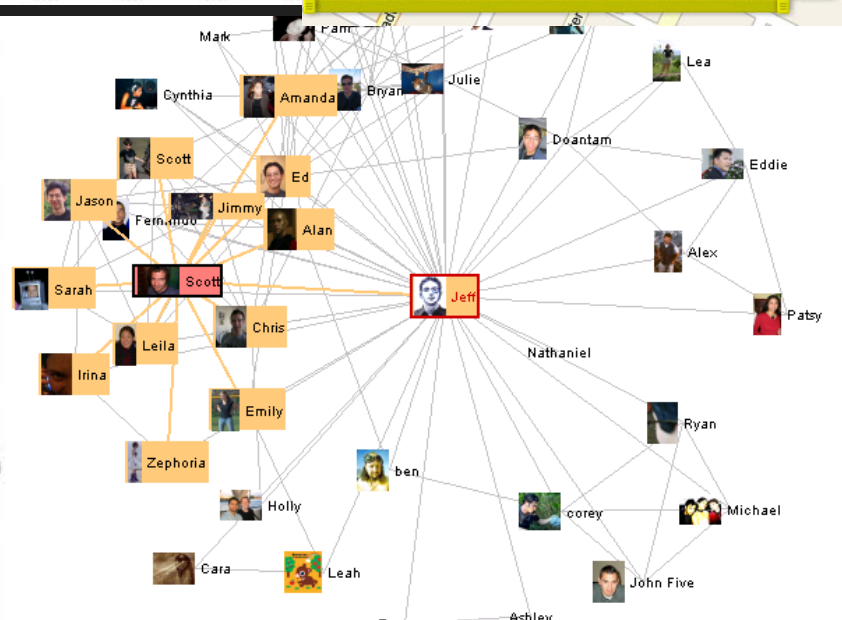 Mark
Pam
Cynthia
Amanda
Bryan
Julie
Lea
Scott
Doantam
Eddie
Ed
Jason
Jimmy
Fernando
Alan
Alex
Sarah
Scott
Jeff
Patsy
Chris
Leila
Nathaniel
Irina
Emily
Ryan
Zephoria
ben
Holly
corey
Michael
Cara
Leah
John Five
Ashley